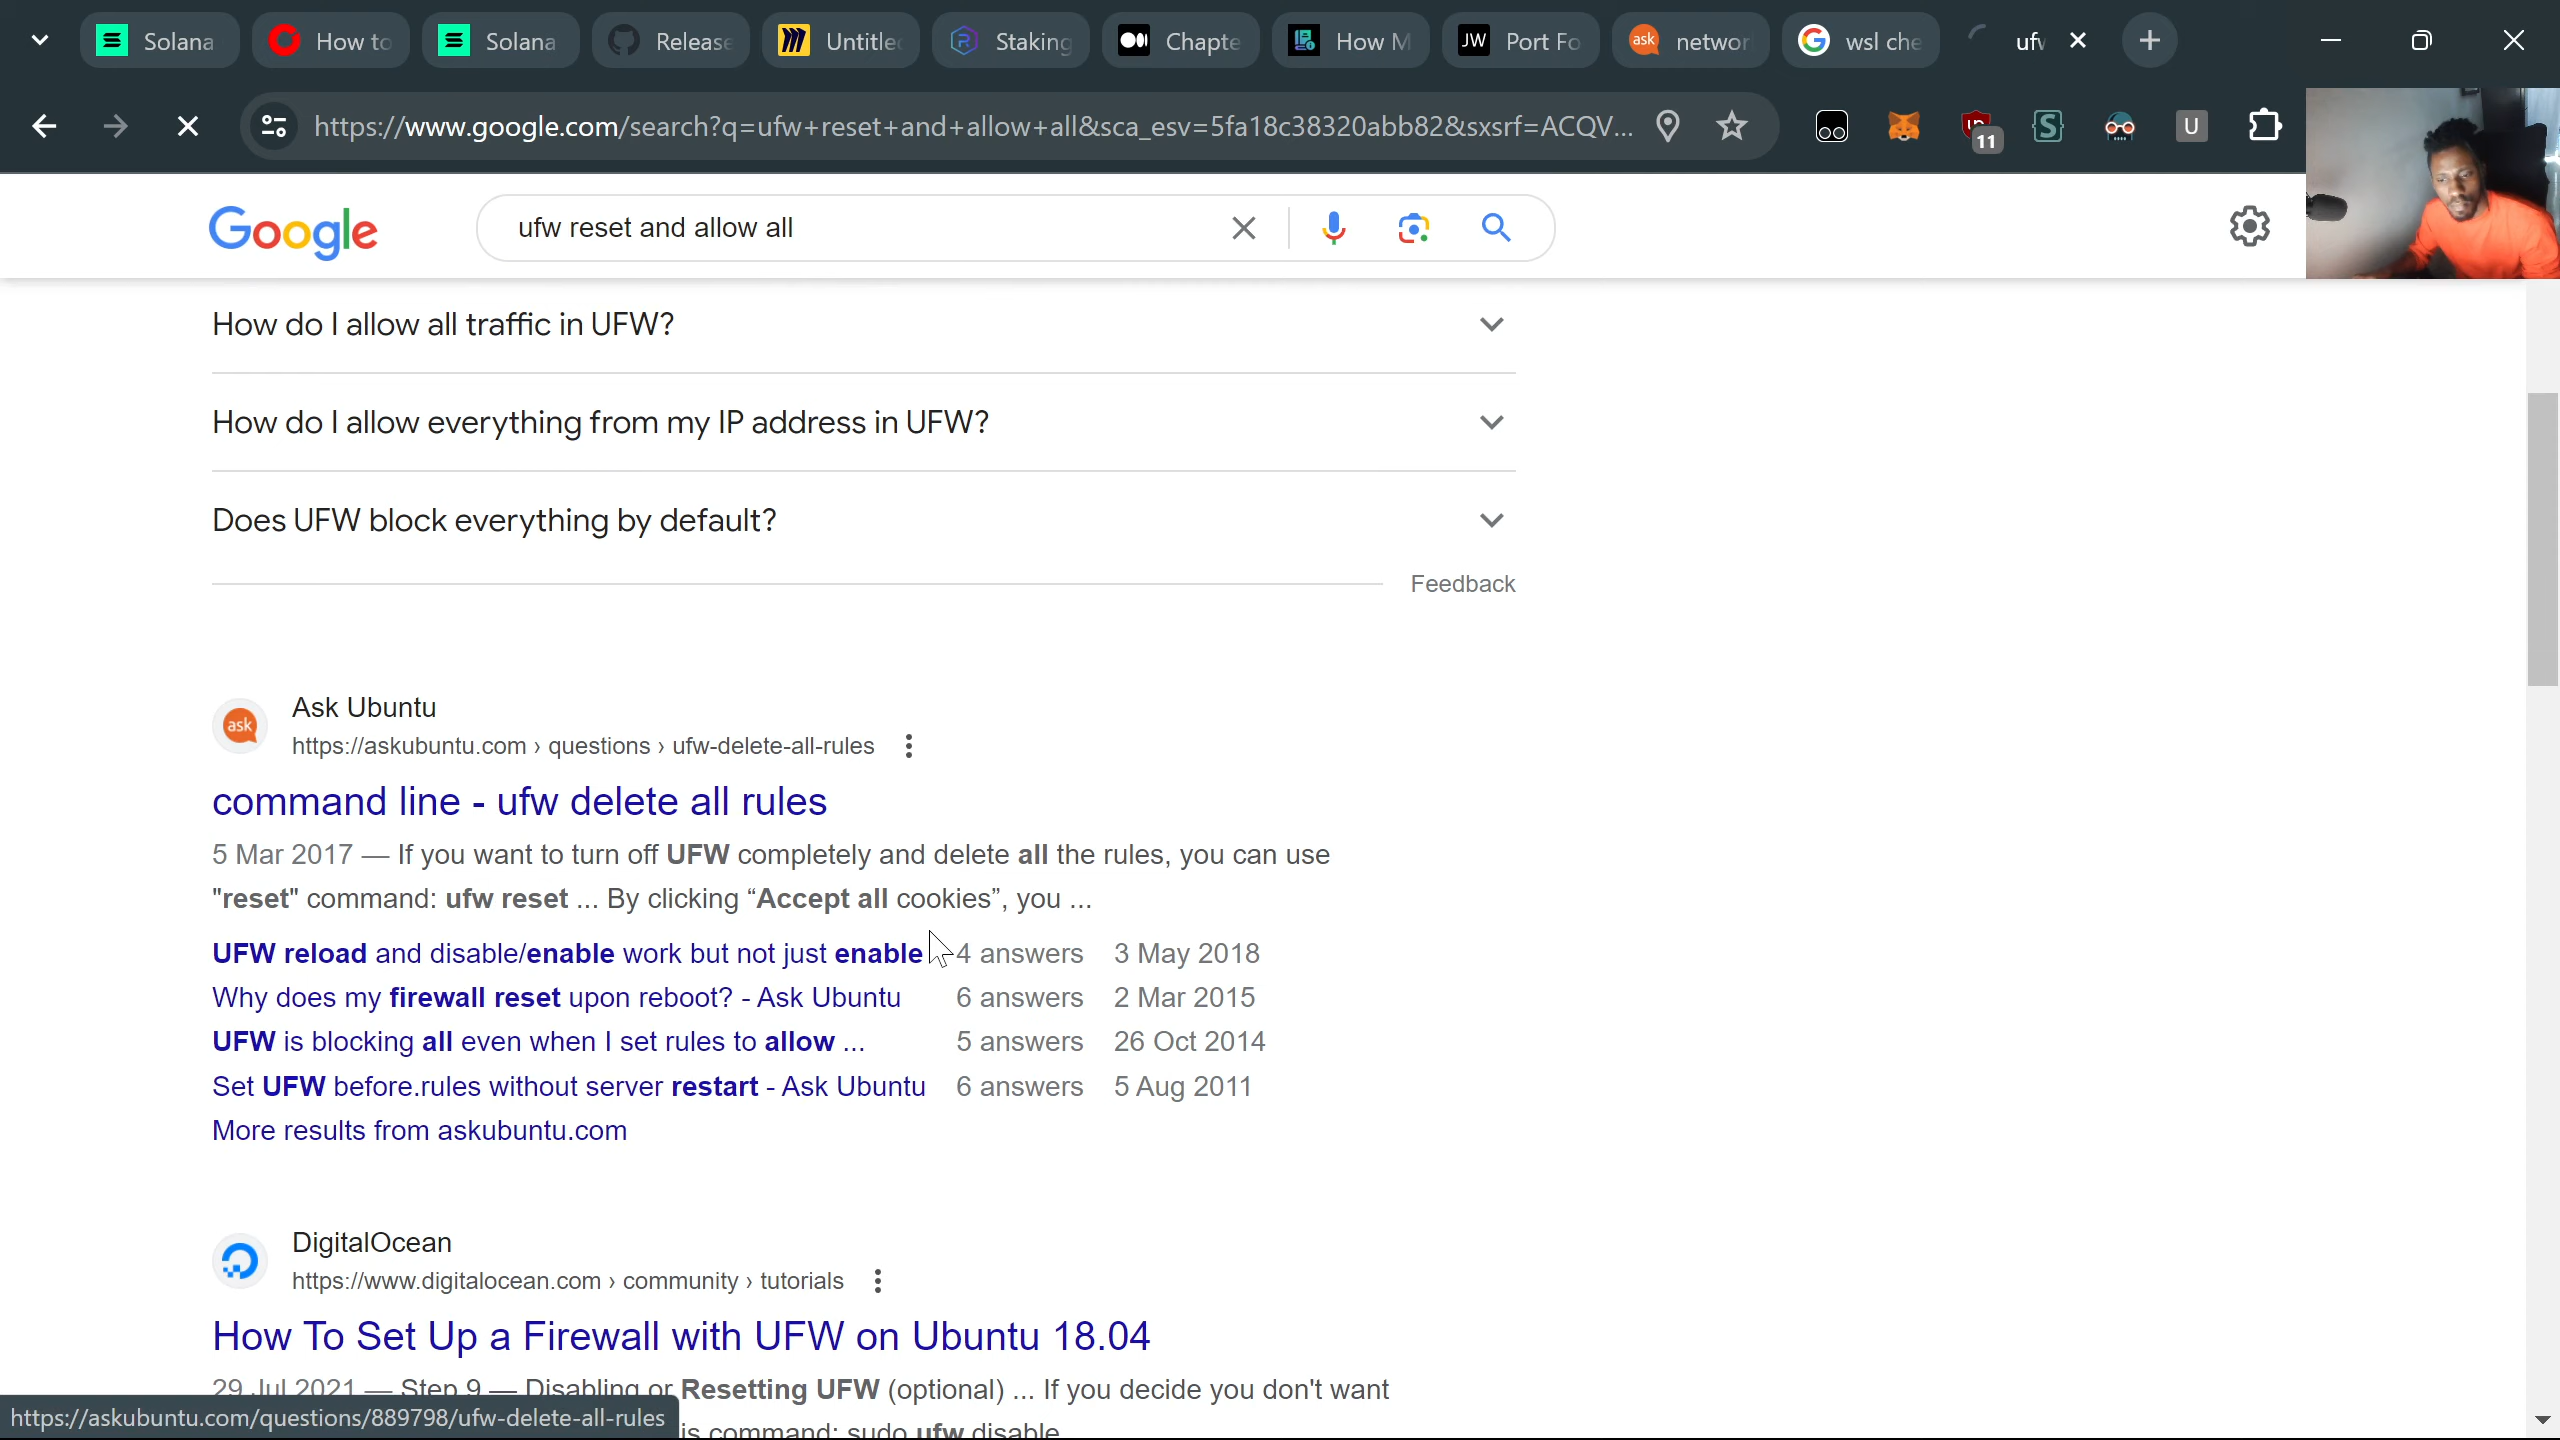 Solana
How to
Solana
Release
Untitled
Staking
Chapte
How M
JW
Port Fo
ask
networ
wsl che
ufw
https://www.google.com/search?q=ufw+reset+and+allow+all&sca_esv=5fa18c38320abb82&sxsrf=ACQV...
11
U
Google
ufw reset and allow all
How do I allow all traffic in UFW?
How do I allow everything from my IP address in UFW?
Does UFW block everything by default?
Feedback
ask
Ask Ubuntu
https://askubuntu.com › questions › ufw-delete-all-rules
command line - ufw delete all rules
5 Mar 2017 — If you want to turn off UFW completely and delete all the rules, you can use
"reset" command: ufw reset ... By clicking “Accept all cookies”, you ...
UFW reload and disable/enable work but not just enable 4 answers 3 May 2018
Why does my firewall reset upon reboot? - Ask Ubuntu 6 answers 2 Mar 2015
UFW is blocking all even when I set rules to allow ... 5 answers 26 Oct 2014
Set UFW before.rules without server restart - Ask Ubuntu 6 answers 5 Aug 2011
More results from askubuntu.com
DigitalOcean
https://www.digitalocean.com › community › tutorials
How To Set Up a Firewall with UFW on Ubuntu 18.04
29 Jul 2021 — Step 9 — Disabling or Resetting UFW (optional) ... If you decide you don't want
https://askubuntu.com/questions/889798/ufw-delete-all-rules
is command: sudo ufw disable